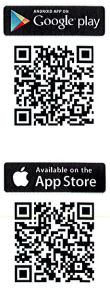 ANDROID APP ON
Google play
Available on the
App Store